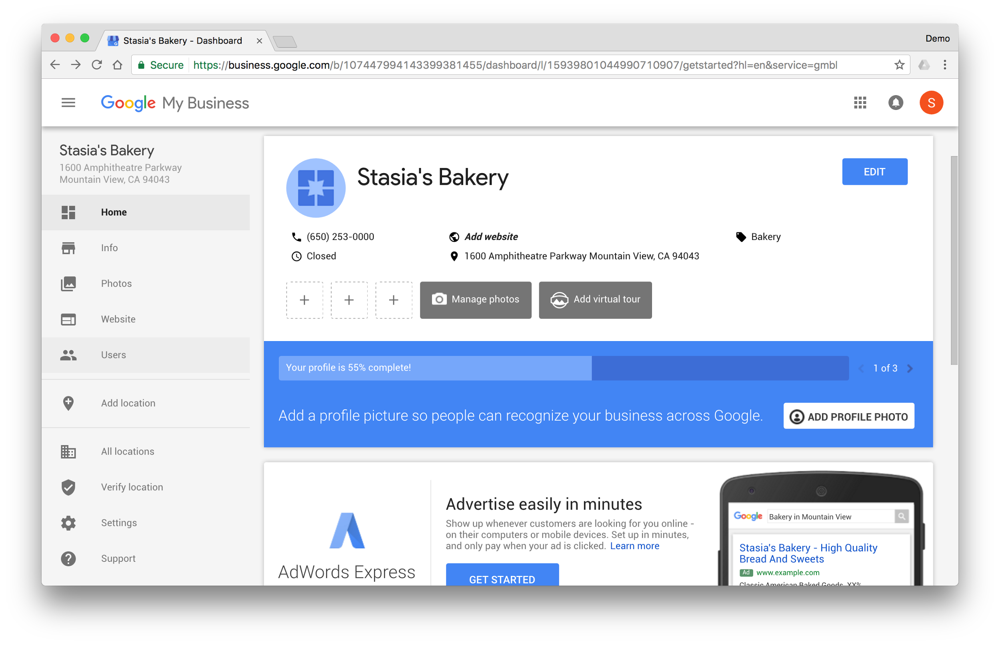 Stasia's Bakery - Dashboard
Demo
Secure https://business.google.com/b/107447994143399381455/dashboard/l/15939801044990710907/getstarted?hl=en&service=gmbl
Google My Business
S
Stasia's Bakery
1600 Amphitheatre Parkway
Mountain View, CA 94043
Home
Info
Photos
Website
Users
Add location
All locations
Verify location
Settings
Support
Stasia's Bakery
EDIT
(650) 253-0000
Add website
Bakery
Closed
1600 Amphitheatre Parkway Mountain View, CA 94043
Manage photos
Add virtual tour
Your profile is 55% complete!
1 of 3
Add a profile picture so people can recognize your business across Google.
ADD PROFILE PHOTO
AdWords Express
Advertise easily in minutes
Show up whenever customers are looking for you online -
on their computers or mobile devices. Set up in minutes,
and only pay when your ad is clicked. Learn more
GET STARTED
Google
Bakery in Mountain View
Stasia's Bakery - High Quality
Bread And Sweets
Ad www.example.com
Classic American Baked Goods, XX%